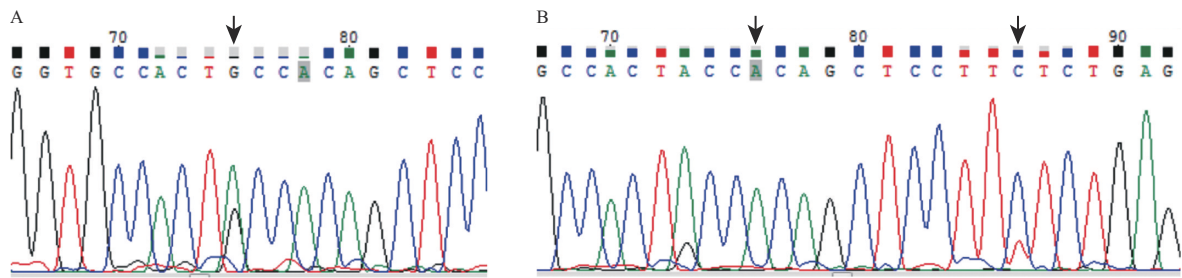 A
B
70 80
70 80 90
G G T G C C A C T G C C A C A G C T C C
G C C A C T A C C A C A G C T C C T T C T C T G A G